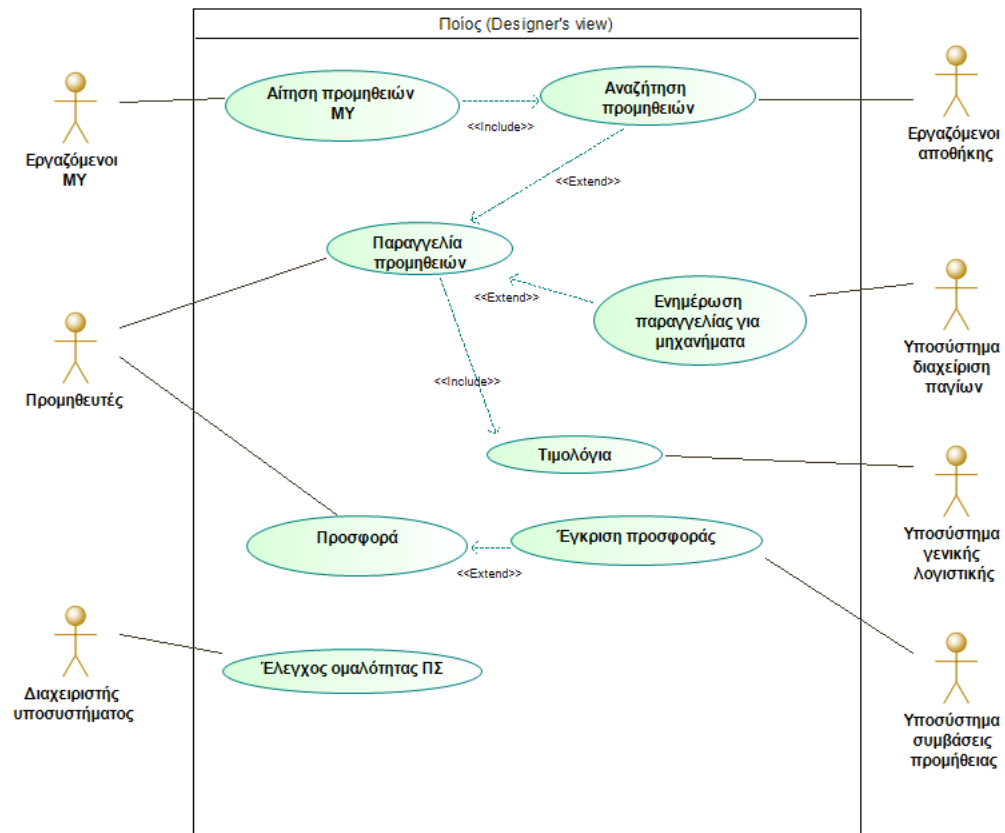 Ποίος (Designer's view)
Αίτηση προμηθειών
ΜΥ
<<Include>>
Αναζήτηση
προμηθειών
Εργαζόμενοι
ΜΥ
Εργαζόμενοι
αποθήκης
<<Extend>>
Παραγγελία
προμηθειών
<<Extend>>
Ενημέρωση
παραγγελίας για
μηχανήματα
Προμηθευτές
Υποσύστημα
διαχείριση
παγίων
<<Include>>
Τιμολόγια
Προσφορά
<<Extend>>
Έγκριση προσφοράς
Υποσύστημα
γενικής
λογιστικής
Έλεγχος ομαλότητας ΠΣ
Διαχειριστής
υποσυστήματος
Υποσύστημα
συμβάσεις
προμήθειας